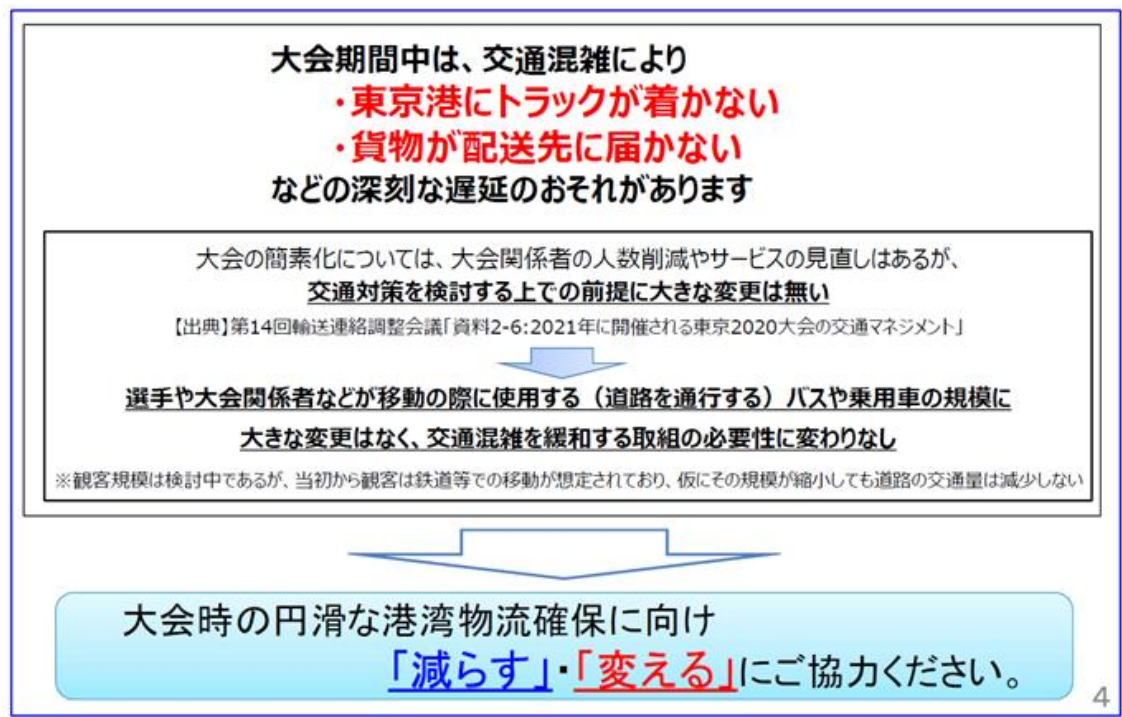 大会期間中は、交通混雑により
・東京港にトラックが着かない
・貨物が配送先に届かない
などの深刻な遅延のおそれがあります
大会の簡素化については、大会関係者の人数削減やサービスの見直しはあるが、
交通対策を検討する上での前提に大きな変更は無い
【出典】第14回輸送連絡調整会議「資料2-6:2021年に開催される東京2020大会の交通マネジメント」
選手や大会関係者などが移動の際に使用する（道路を通行する）バスや乗用車の規模に
大きな変更はなく、交通混雑を緩和する取組の必要性に変わりなし
※観客規模は検討中であるが、当初から観客は鉄道等での移動が想定されており、仮にその規模が縮小しても道路の交通量は減少しない
大会時の円滑な港湾物流確保に向け
「減らす」・「変える」にご協力ください。
4